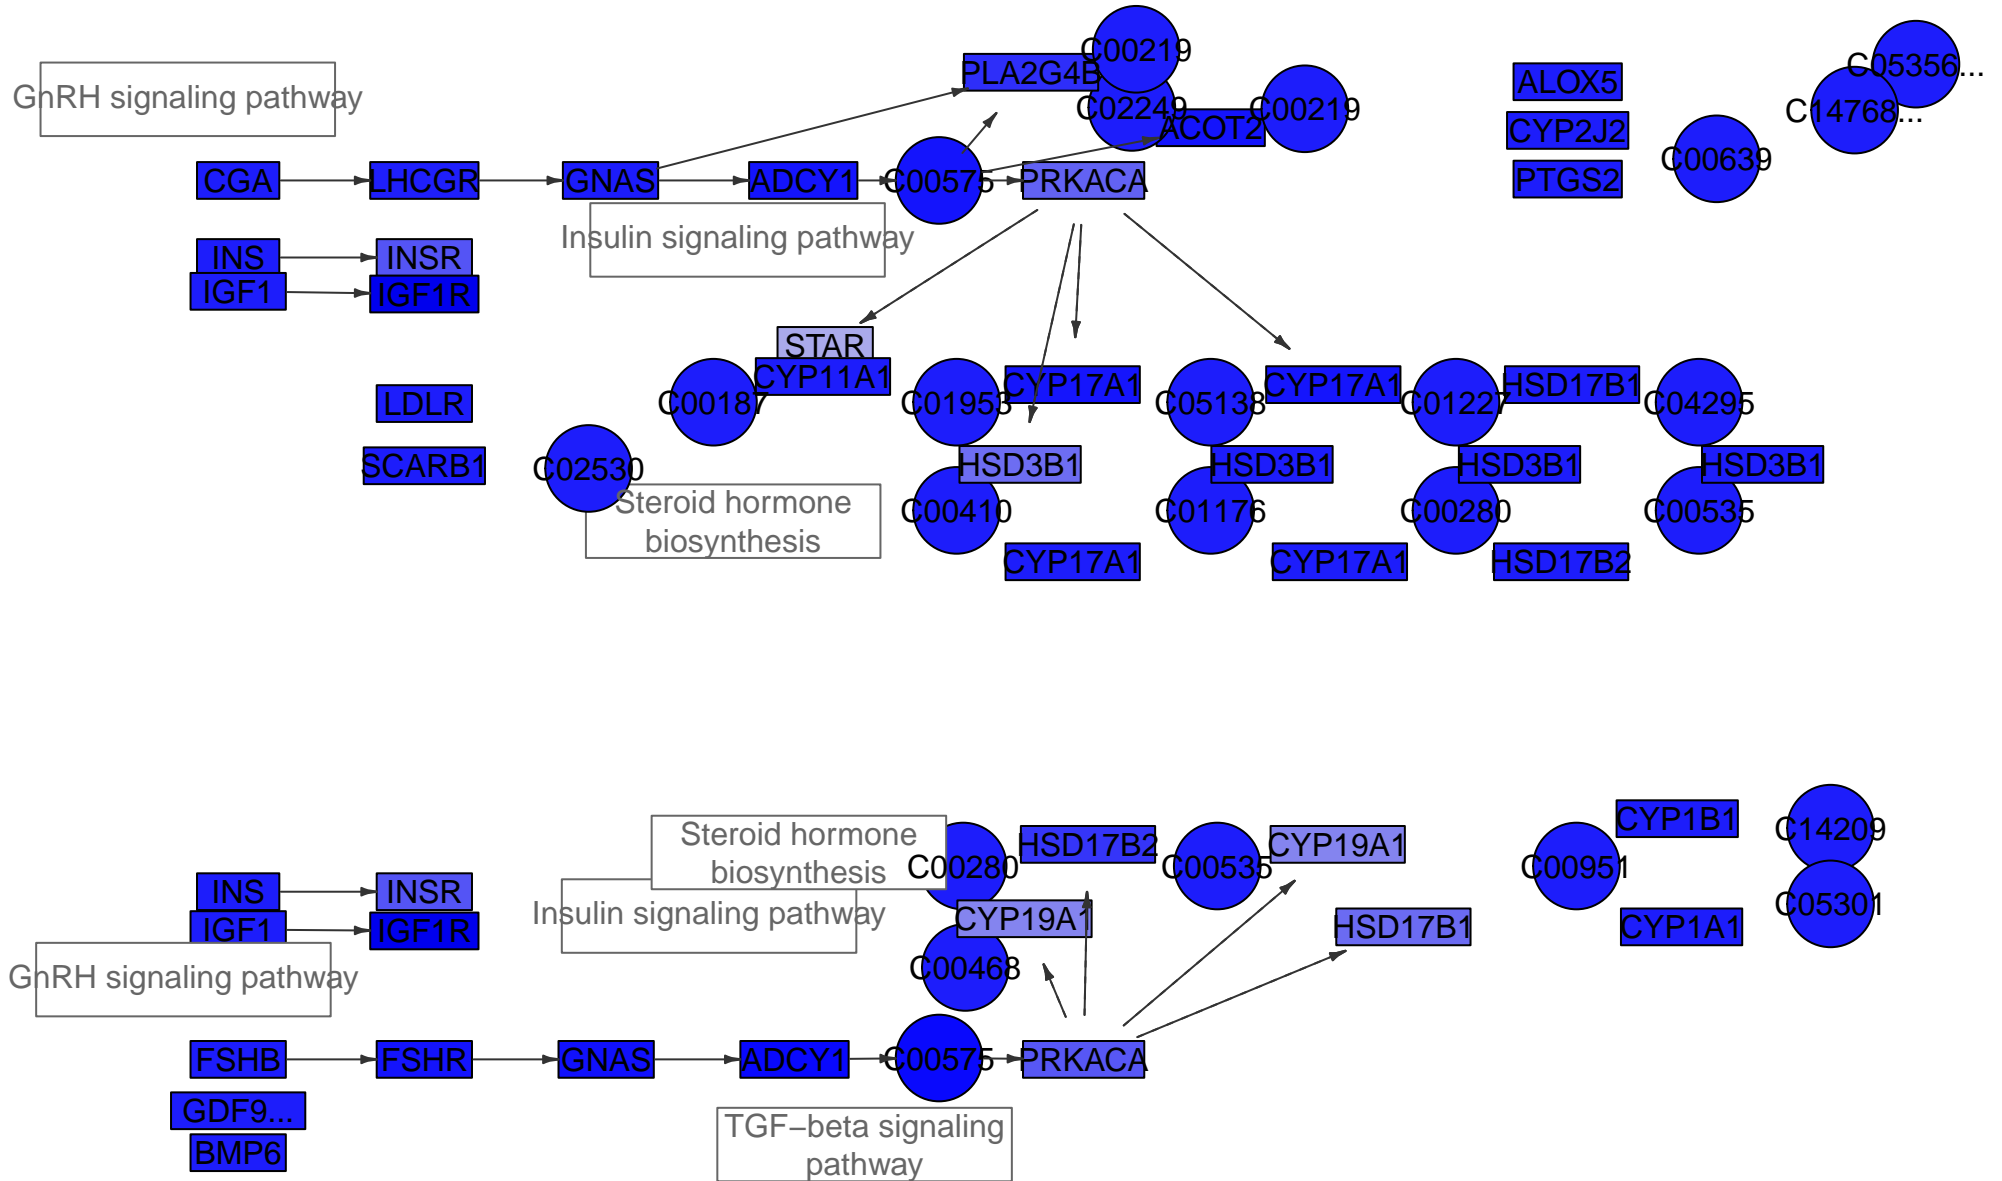 GnRH signaling pathway
PLA2G4B
C00219
C02249
ACOT2
C00219
ALOX5
CYP2J2
PTGS2
C00639
C05356...
C14768...
CGA
LHCGR
GNAS
ADCY1
C00575
PRKACA
Insulin signaling pathway
INS
INSR
IGF1
IGF1R
STAR
CYP11A1
C00187
C01953
CYP17A1
C05138
CYP17A1
C01227
HSD17B1
C04295
LDLR
SCARB1
C02530
HSD3B1
HSD3B1
HSD3B1
HSD3B1
Steroid hormone
biosynthesis
C00410
C01176
C00280
C00535
CYP17A1
CYP17A1
HSD17B2
Steroid hormone
biosynthesis
C00280
HSD17B2
C00535
CYP19A1
C00951
CYP1B1
C14209
INS
INSR
Insulin signaling pathway
CYP19A1
HSD17B1
CYP1A1
C05301
IGF1
IGF1R
GnRH signaling pathway
C00468
FSHB
FSHR
GNAS
ADCY1
C00575
PRKACA
GDF9...
BMP6
TGF−beta signaling
pathway